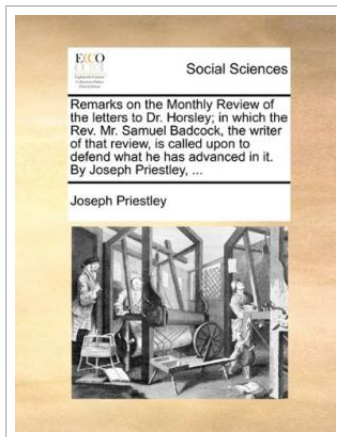 ECCO
Social Sciences
Remarks on the Monthly Review of
the letters to Dr. Horsley; in which the
Rev. Mr. Samuel Badcock, the writer
of that review, is called upon to
defend what he has advanced in it.
By Joseph Priestley, ...
Joseph Priestley